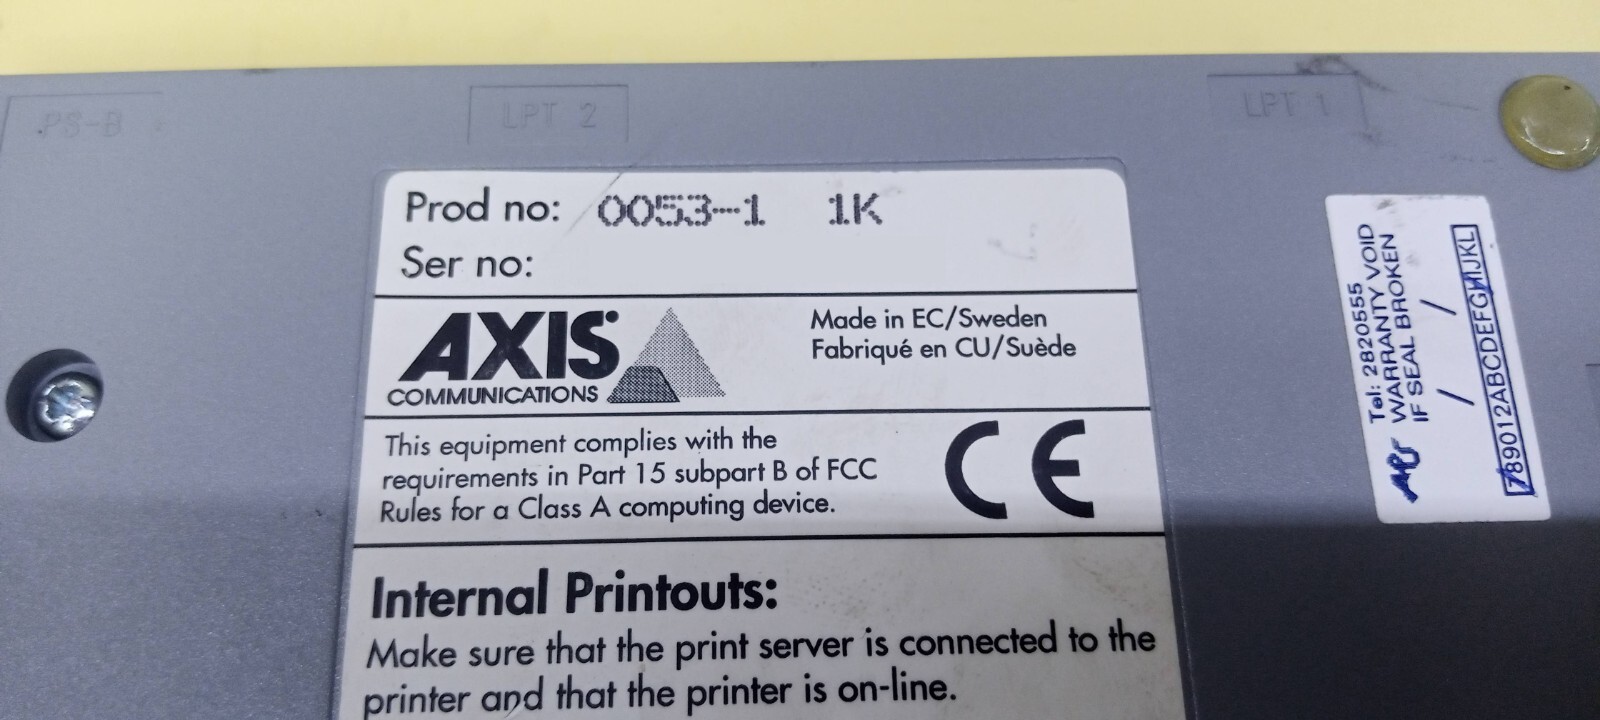 PS-B
LPT 2
LPT 1
Prod no: 0053-1 1K
Ser no:
AXIS
COMMUNICATIONS
Made in EC/Sweden
Fabriqué en CU/Suède
This equipment complies with the
requirements in Part 15 subpart B of FCC
Rules for a Class A computing device.
CE
Internal Printouts:
Make sure that the print server is connected to the
printer and that the printer is on-line.
Tel: 2820555
WARRANTY VOID
IF SEAL BROKEN
/ /
789012ABCDEFGHIJKL